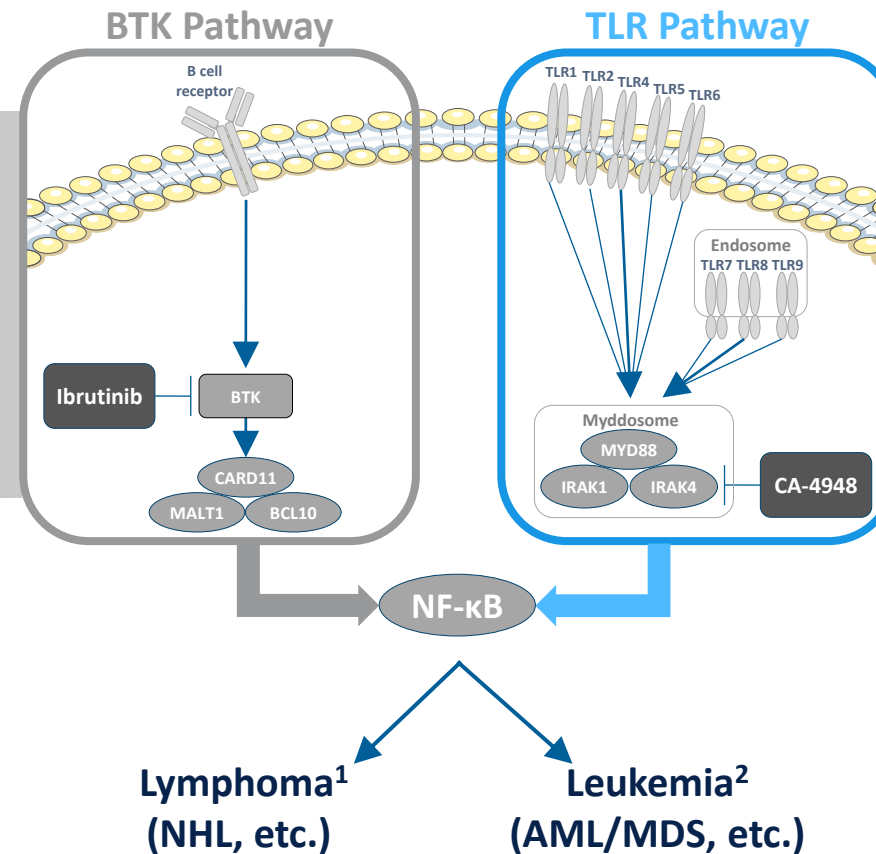 BTK Pathway
B cell
receptor
Ibrutinib
BTK
CARD11
MALT1
BCL10
TLR Pathway
TLR1
TLR2
TLR4
TLR5
TLR6
Endosome
TLR7 TLR8 TLR9
Myddosome
MYD88
IRAK1
IRAK4
CA-4948
NF-κB
Lymphoma¹
(NHL, etc.)
Leukemia²
(AML/MDS, etc.)